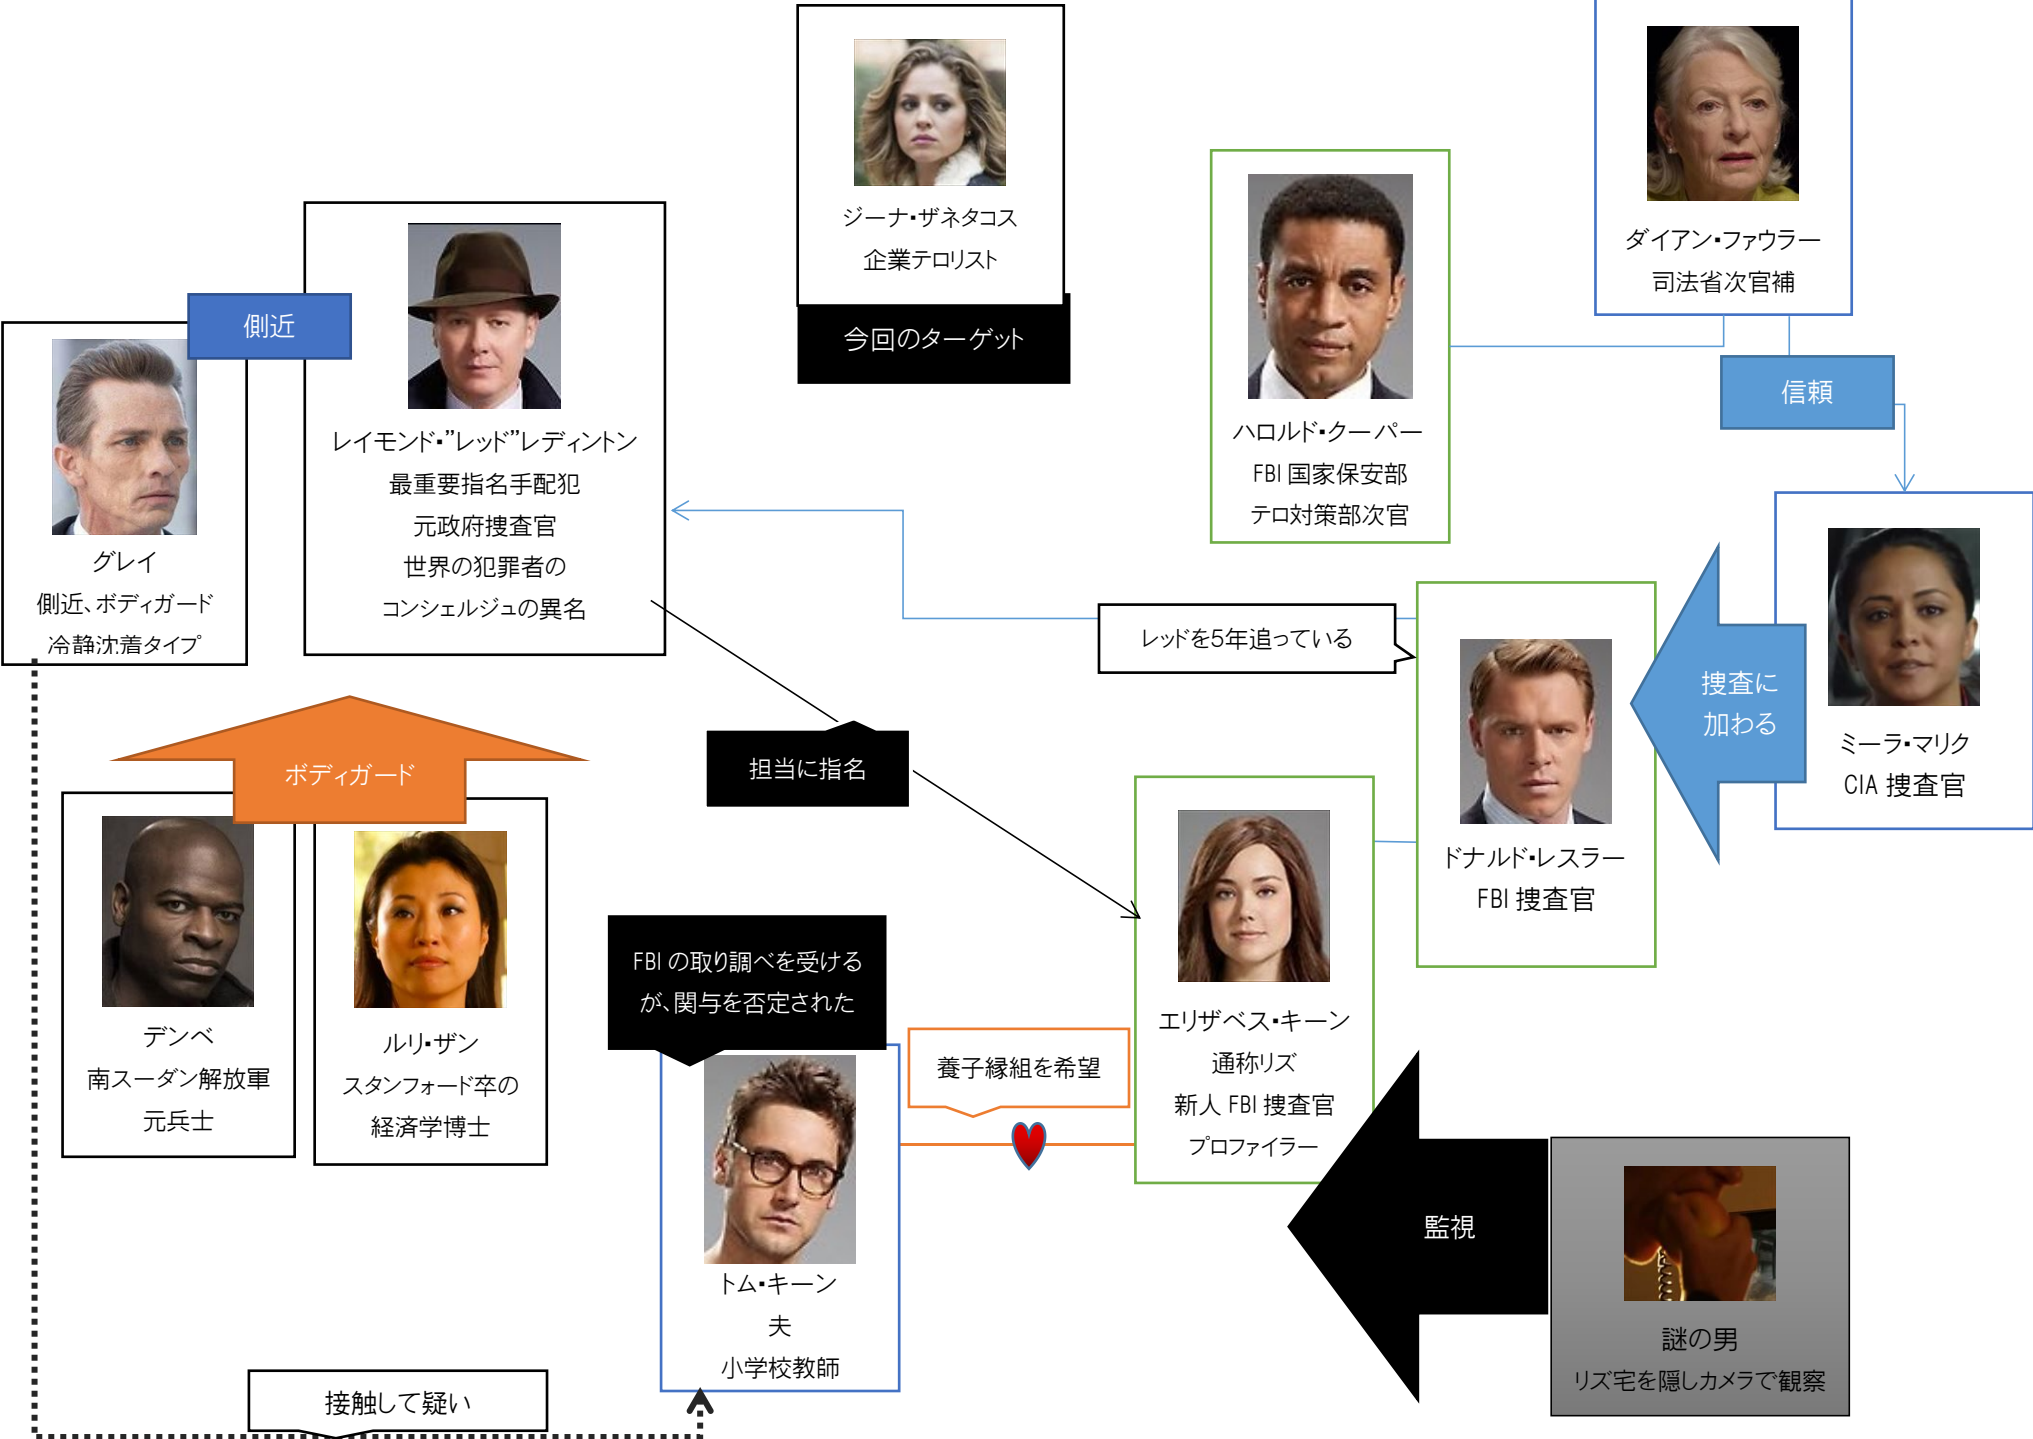 ジーナ・ザネタコス
企業テロリスト
今回のターゲット
ダイアン・ファウラー
司法省次官補
信頼
ハロルド・クーパー
FBI 国家保安部
テロ対策部次官
側近
レイモンド・”レッド”レディントン
最重要指名手配犯
元政府捜査官
世界の犯罪者の
コンシェルジュの異名
グレイ
側近、ボディガード
冷静沈着タイプ
レッドを5年追っている
捜査に
加わる
ミーラ・マリク
CIA 捜査官
ドナルド・レスラー
FBI 捜査官
担当に指名
ボディガード
デンベ
南スーダン解放軍
元兵士
ルリ・ザン
スタンフォード卒の
経済学博士
FBI の取り調べを受ける
が、関与を否定された
養子縁組を希望
エリザベス・キーン
通称リズ
新人 FBI 捜査官
プロファイラー
監視
トム・キーン
夫
小学校教師
謎の男
リズ宅を隠しカメラで観察
接触して疑い